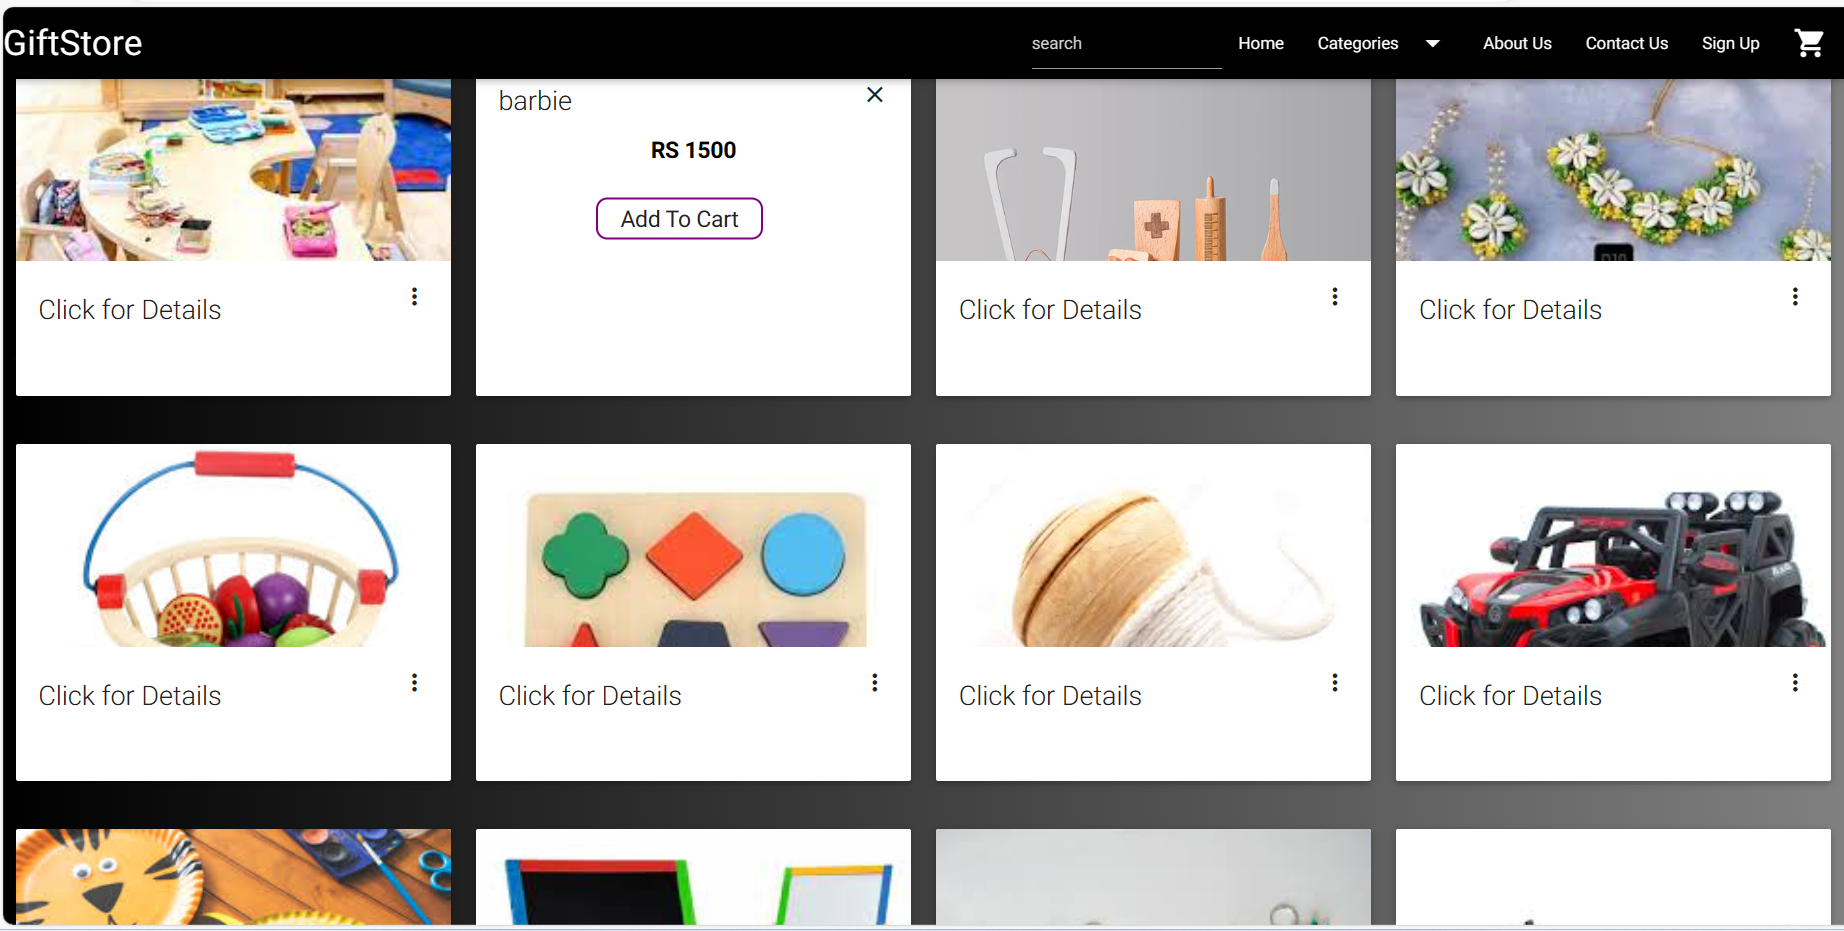 GiftStore
search
Home
Categories
About Us
Contact Us
Sign Up
barbie
RS 1500
Add To Cart
Click for Details
Click for Details
Click for Details
Click for Details
Click for Details
Click for Details
Click for Details